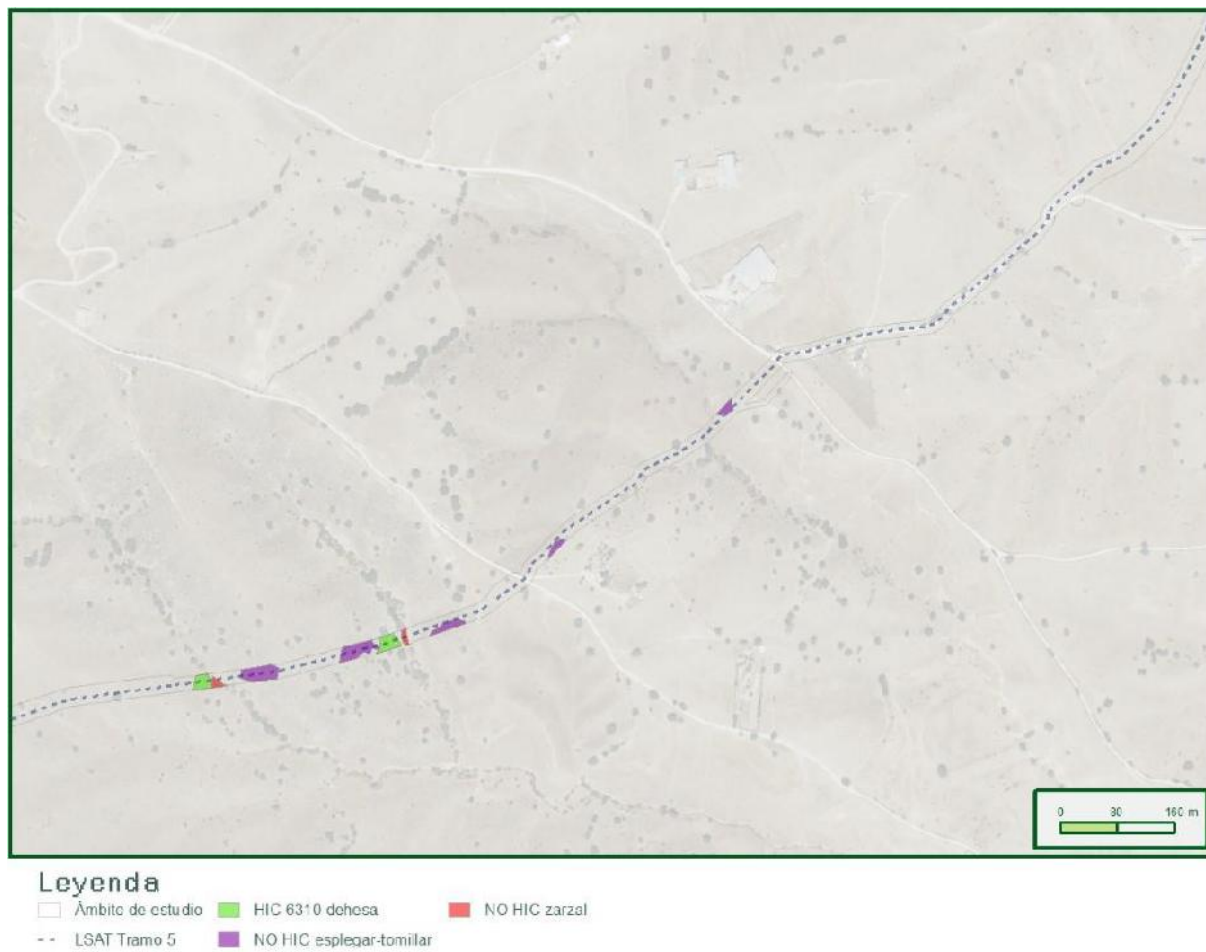 0 80 160 m
Leyenda
Ámbito de estudio HIC 6310 dehesa NO HIC zarzal
LSAT Tramo 5 NO HIC esplegar-tomillar